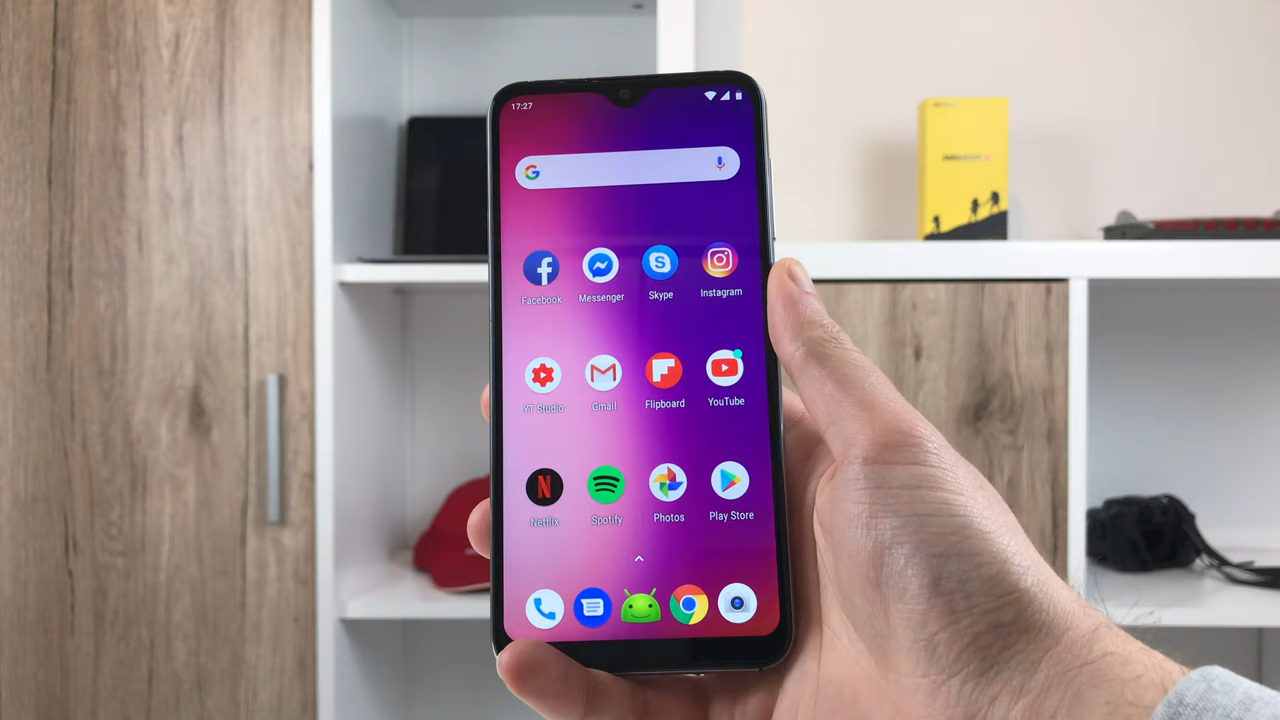 17:27
Facebook Messenger Skype Instagram
YT Studio Gmail Flipboard YouTube
Netflix Spotify Photos Play Store